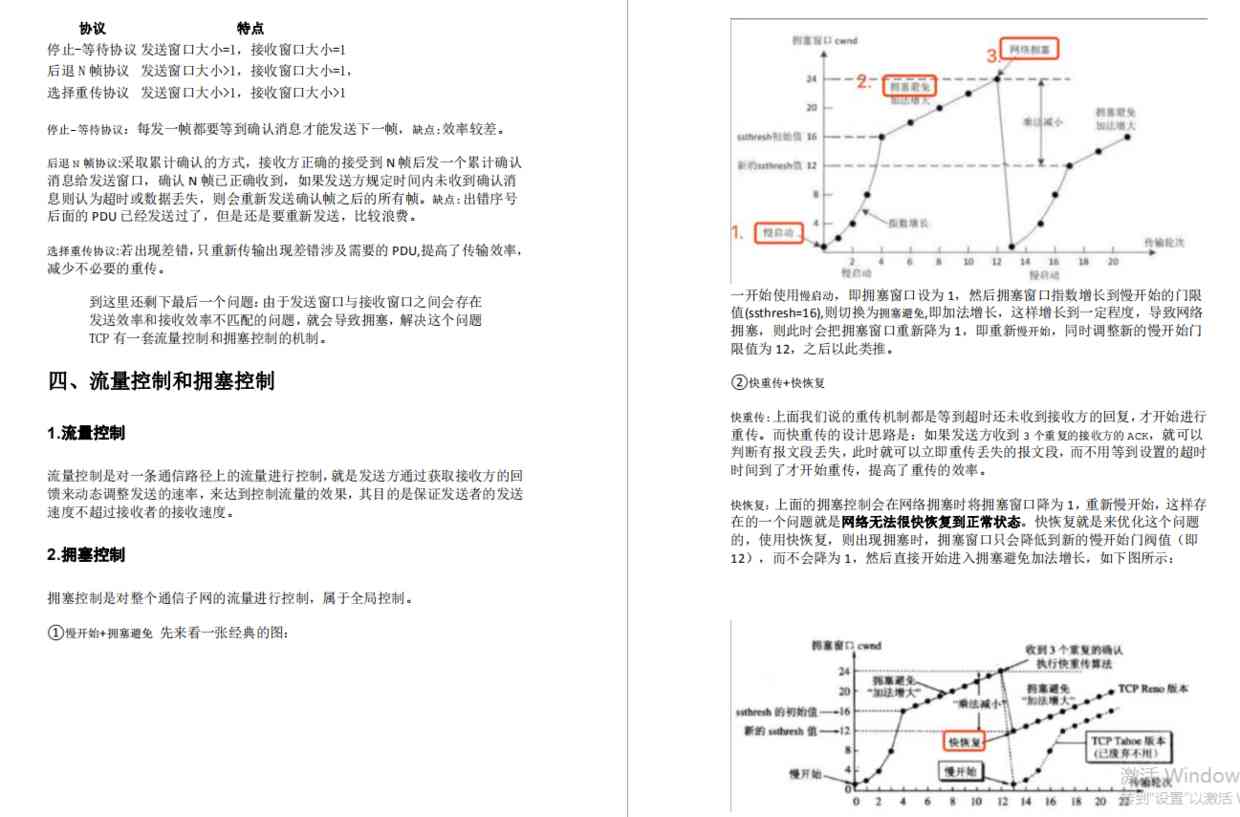 协议 特点
停止-等待协议 发送窗口大小=1，接收窗口大小=1
后退 N 帧协议 发送窗口大小>1，接收窗口大小=1，
选择重传协议 发送窗口大小>1，接收窗口大小>1
停止-等待协议：每发一帧都要等到确认消息才能发送下一帧，缺点:效率较差。
后退 N 帧协议:采取累计确认的方式，接收方正确的接受到 N 帧后发一个累计确认
消息给发送窗口，确认 N 帧已正确收到，如果发送方规定时间内未收到确认消
息则认为超时或数据丢失，则会重新发送确认帧之后的所有帧。缺点:出错序号
后面的 PDU 已经发送过了，但是还是要重新发送，比较浪费。
选择重传协议:若出现差错，只重新传输出现差错涉及需要的 PDU,提高了传输效率，
减少不必要的重传。
到这里还剩下最后一个问题：由于发送窗口与接收窗口之间会存在
发送效率和接收效率不匹配的问题，就会导致拥塞，解决这个问题
TCP 有一套流量控制和拥塞控制的机制。
四、流量控制和拥塞控制
1.流量控制
流量控制是对一条通信路径上的流量进行控制，就是发送方通过获取接收方的回
馈来动态调整发送的速率，来达到控制流量的效果，其目的是保证发送者的发送
速度不超过接收者的接收速度。
2.拥塞控制
拥塞控制是对整个通信子网的流量进行控制，属于全局控制。
①慢开始+拥塞避免 先来看一张经典的图：
拥塞窗口 cwnd
3. 网络拥塞
24
2. 拥塞避免
加法增大
20
乘法减小
拥塞避免
加法增大
ssthresh初始值 16
新的ssthresh值 12
8
4
指数增长
1. 慢启动
传输轮次
2 4 6 8 10 12 14 16 18 20
慢启动 慢启动
一开始使用慢启动，即拥塞窗口设为 1，然后拥塞窗口指数增长到慢开始的门限
值(ssthresh=16),则切换为拥塞避免,即加法增长，这样增长到一定程度，导致网络
拥塞，则此时会把拥塞窗口重新降为 1，即重新慢开始，同时调整新的慢开始门
限值为 12，之后以此类推。
②快重传+快恢复
快重传:上面我们说的重传机制都是等到超时还未收到接收方的回复，才开始进行
重传。而快重传的设计思路是：如果发送方收到 3 个重复的接收方的 ACK，就可以
判断有报文段丢失，此时就可以立即重传丢失的报文段，而不用等到设置的超时
时间到了才开始重传，提高了重传的效率。
快恢复：上面的拥塞控制会在网络拥塞时将拥塞窗口降为 1，重新慢开始，这样存
在的一个问题就是网络无法很快恢复到正常状态。快恢复就是来优化这个问题
的，使用快恢复，则出现拥塞时，拥塞窗口只会降低到新的慢开始门阀值（即
12），而不会降为 1，然后直接开始进入拥塞避免加法增长，如下图所示：
拥塞窗口 cwnd
收到 3 个重复的确认
执行快重传算法
24
拥塞避免
“加法增大”
20
拥塞避免
“加法增大”
TCP Reno 版本
“乘法减小”
ssthresh 的初始值 16
新的 ssthresh 值 12
快恢复
TCP Tahoe 版本
（已废弃不用）
8
4
慢开始
慢开始
0
传输轮次
0 2 4 6 8 10 12 14 16 18 20 22
激活 Window
转到“设置”以激活 W